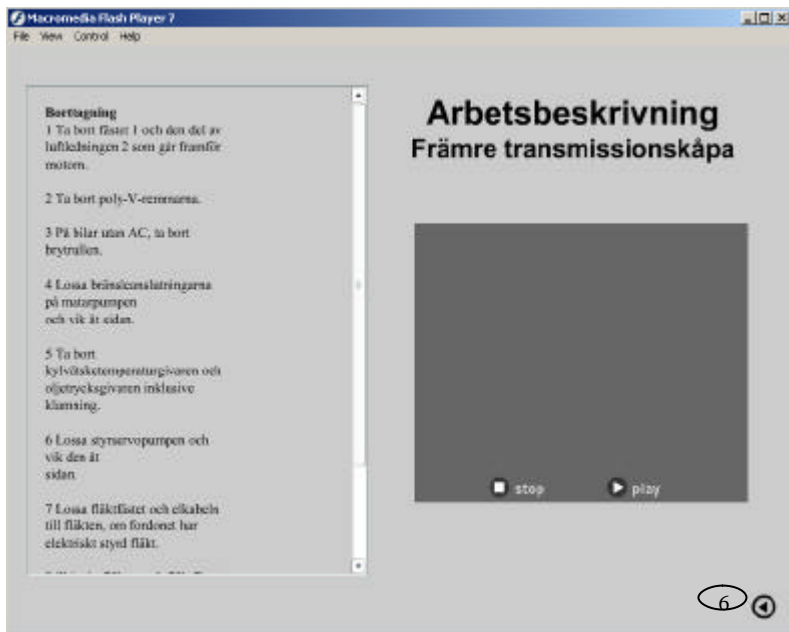 Macromedia Flash Player 7
File View Control Help
Borttagning
1 Ta bort fästet 1 och den del av
luftledningen 2 som går framför
motorn.
2 Ta bort poly-V-remmarna.
3 På bilar utan AC, ta bort
brytrullen.
4 Lossa bränsleanslutningarna
på matarpumpen
och vik åt sidan.
5 Ta bort
kylvätsketemperaturgivaren och
oljetrycksgivaren inklusive
klamning.
6 Lossa styrservopumpen och
vik den åt
sidan.
7 Lossa fläktfästet och elkabeln
till fläkten, om fordonet har
elektriskt styrd fläkt.
Arbetsbeskrivning
Främre transmissionskåpa
stop play
6